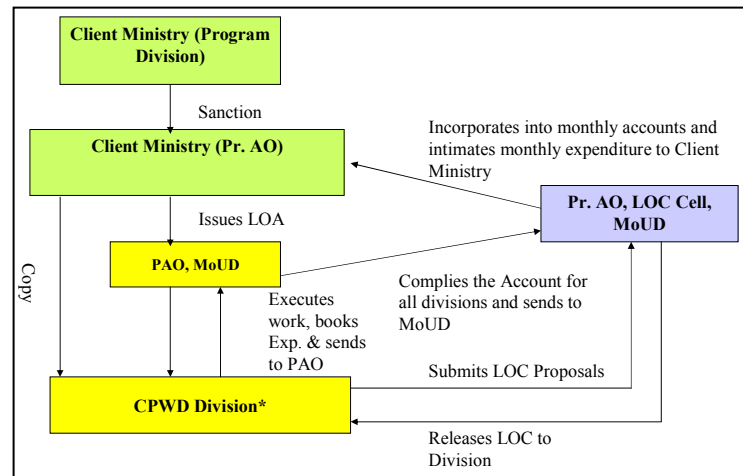 Client Ministry (Program
Division)
Sanction
Client Ministry (Pr. AO)
Incorporates into monthly accounts and
intimates monthly expenditure to Client
Ministry
Pr. AO, LOC Cell,
MoUD
Issues LOA
PAO, MoUD
Copy
Executes
work, books
Exp. & sends
to PAO
Complies the Account for
all divisions and sends to
MoUD
Submits LOC Proposals
CPWD Division*
Releases LOC to
Division